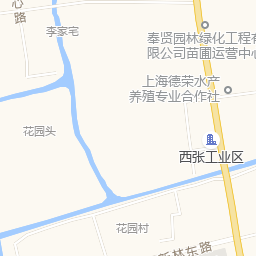 心路
李家宅
奉贤园林绿化工程有
限公司苗圃运营中心
上海德荣水产
养殖专业合作社
花园头
西张工业区
花园村
新林东路